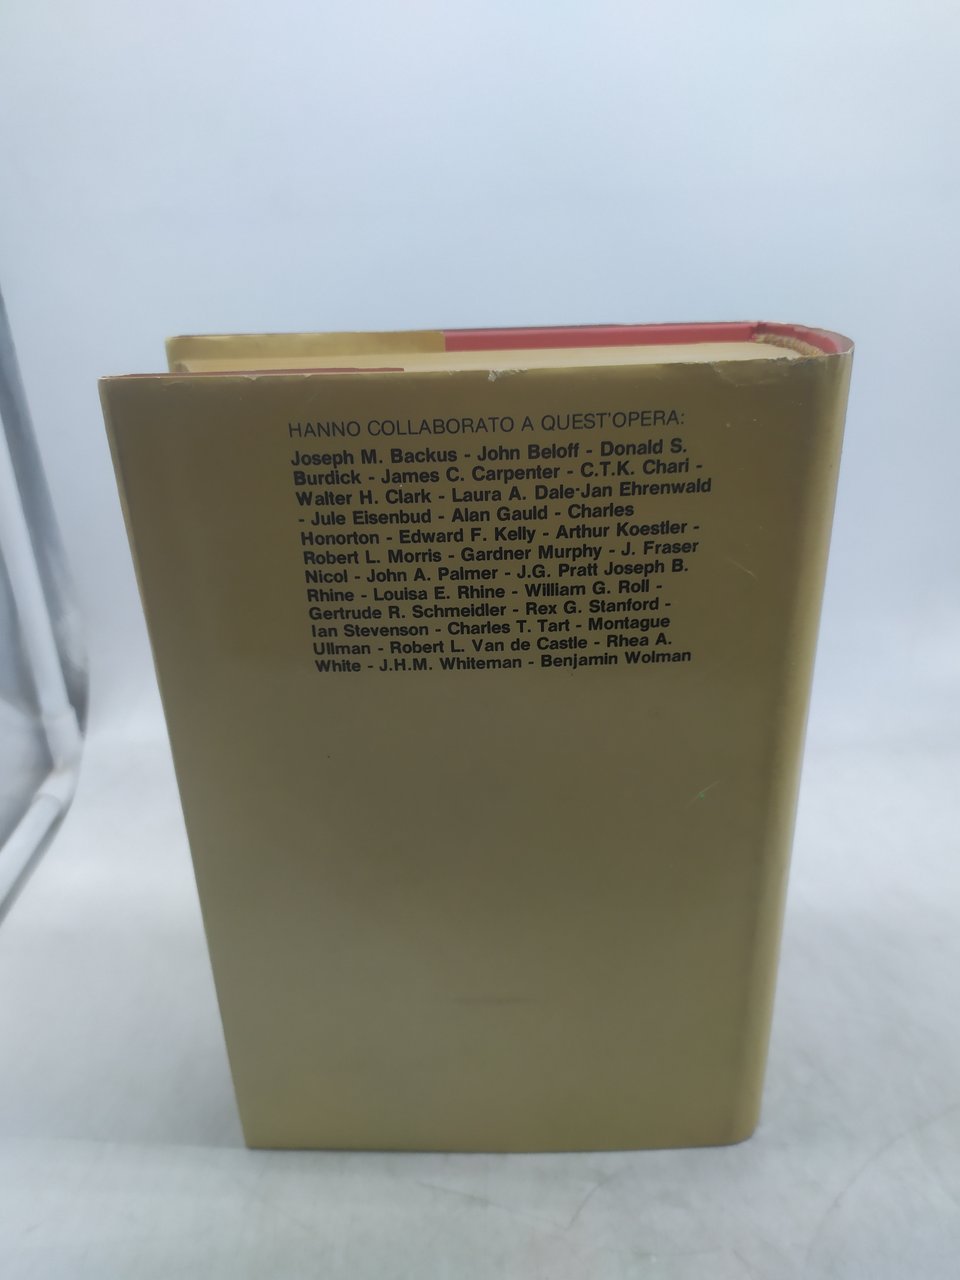 HANNO COLLABORATO A QUEST'OPERA:
Joseph M. Backus - John Beloff - Donald S.
Burdick - James C. Carpenter - C.T.K. Chari -
Walter H. Clark - Laura A. Dale-Jan Ehrenwald
- Jule Eisenbud - Alan Gauld - Charles
Honorton - Edward F. Kelly - Arthur Koestler -
Robert L. Morris - Gardner Murphy - J. Fraser
Nicol - John A. Palmer - J.G. Pratt Joseph B.
Rhine - Louisa E. Rhine - William G. Roll -
Gertrude R. Schmeidler - Rex G. Stanford -
Ian Stevenson - Charles T. Tart - Montague
Ullman - Robert L. Van de Castle - Rhea A.
White - J.H.M. Whiteman - Benjamin Wolman